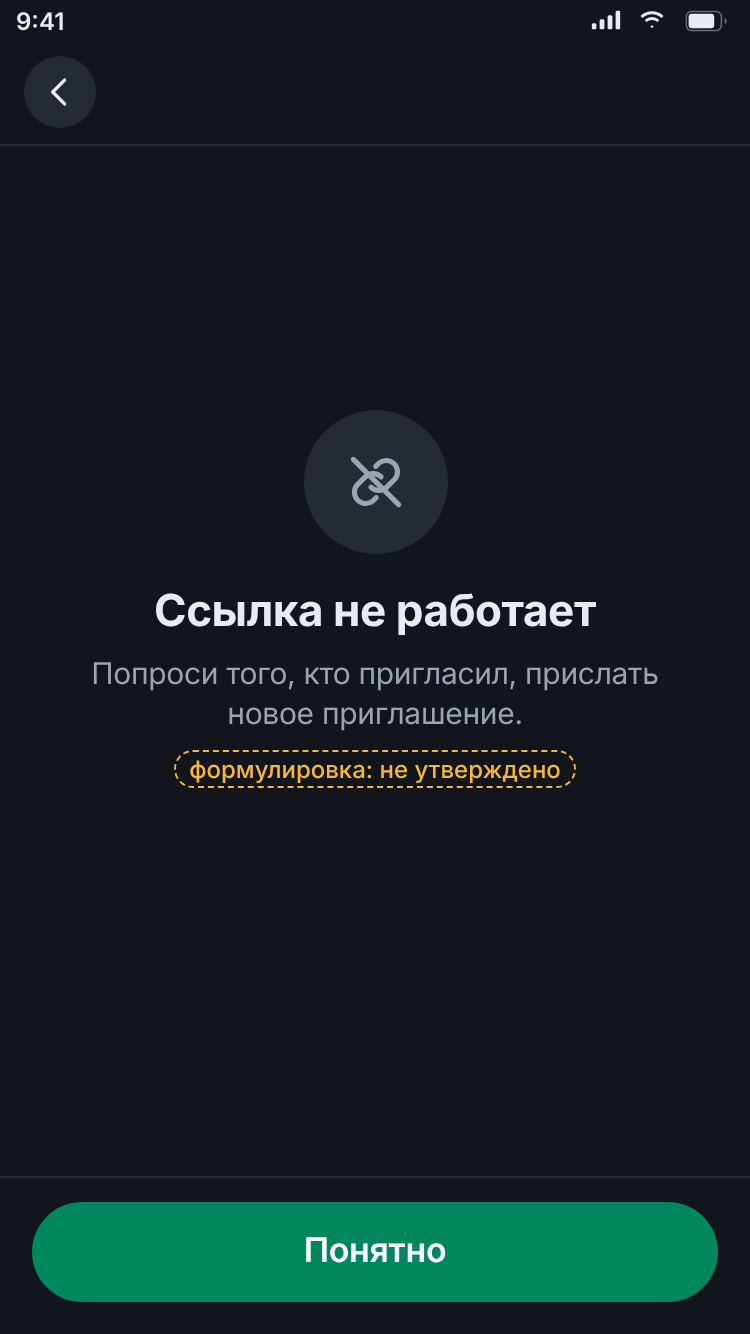 9:41
Ссылка не работает
Попроси того, кто пригласил, прислать
новое приглашение.
формулировка: не утверждено
Понятно